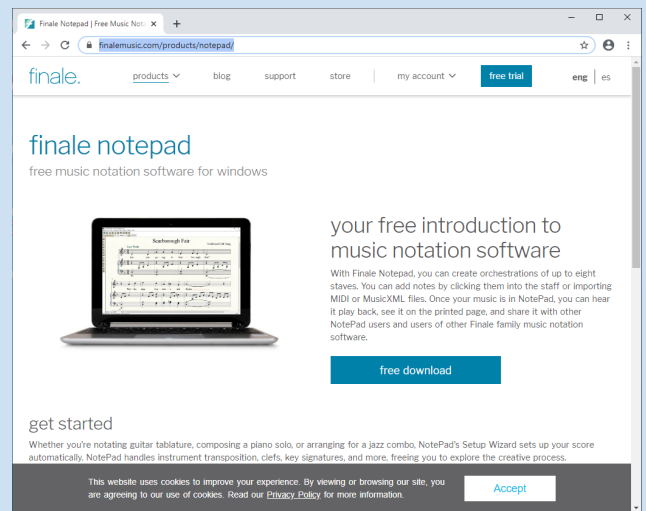 Finale Notepad | Free Music Nota
finalemusic.com/products/notepad/
finale.
products blog support store my account free trial eng | es
finale notepad
free music notation software for windows
Scarborough Fair
your free introduction to
music notation software
With Finale Notepad, you can create orchestrations of up to eight
staves. You can add notes by clicking them into the staff or importing
MIDI or MusicXML files. Once your music is in NotePad, you can hear
it play back, see it on the printed page, and share it with other
NotePad users and users of other Finale family music notation
software.
free download
get started
Whether you're notating guitar tablature, composing a piano solo, or arranging for a jazz combo, NotePad's Setup Wizard sets up your score
automatically. NotePad handles instrument transposition, clefs, key signatures, and more, freeing you to explore the creative process.
This website uses cookies to improve your experience. By viewing or browsing our site, you
are agreeing to our use of cookies. Read our Privacy Policy for more information.
Accept